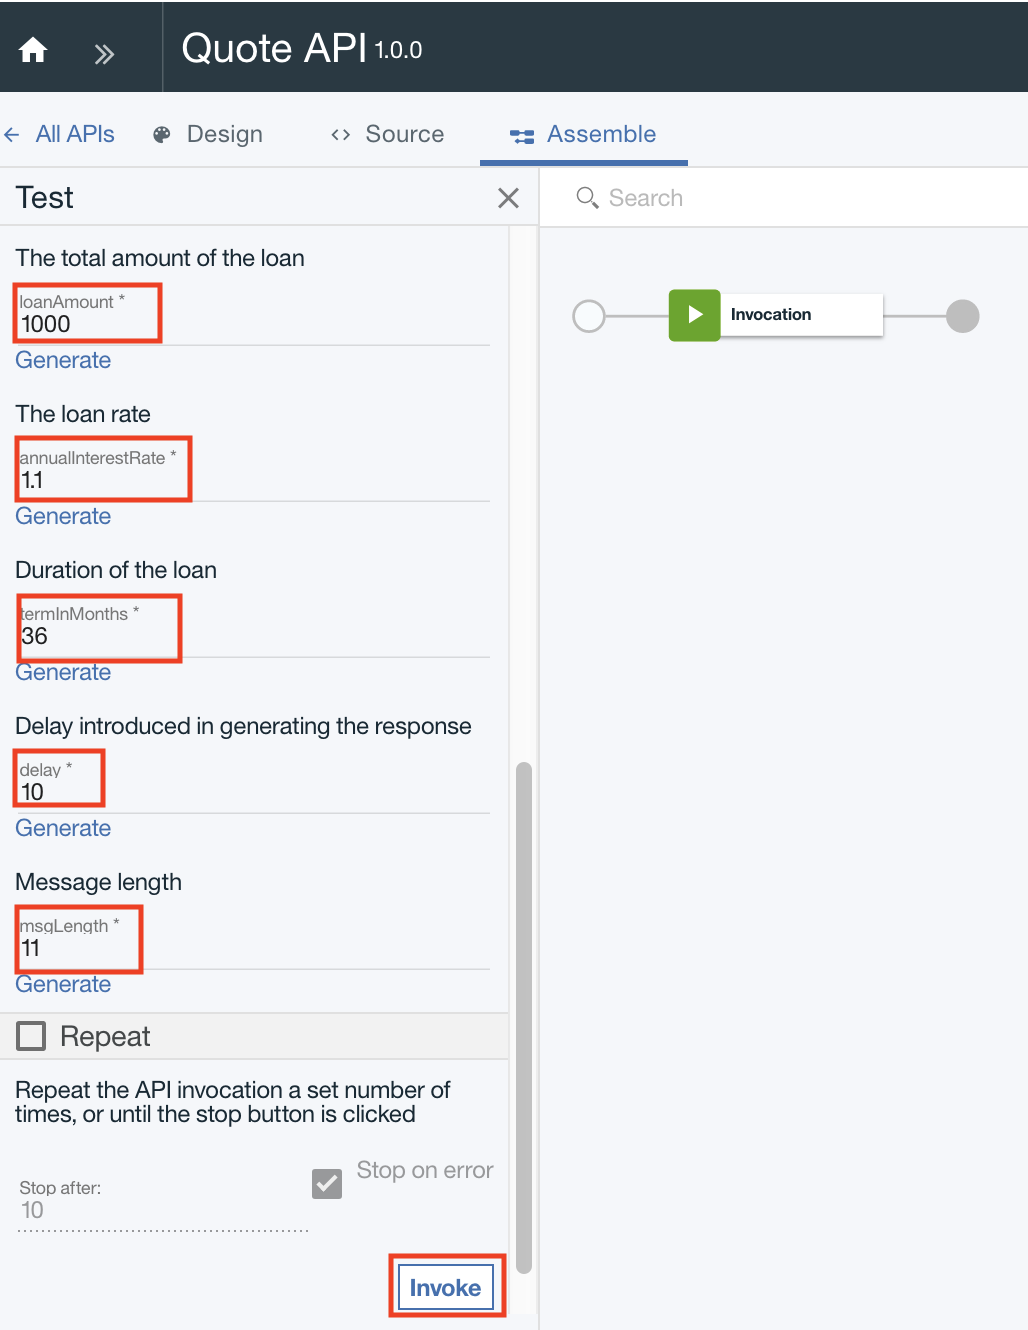 Quote API 1.0.0
All APIs Design Source Assemble
Test
Search
The total amount of the loan
loanAmount *
1000
Generate
Invocation
The loan rate
annualInterestRate *
1.1
Generate
Duration of the loan
termInMonths *
36
Generate
Delay introduced in generating the response
delay *
10
Generate
Message length
msgLength *
11
Generate
Repeat
Repeat the API invocation a set number of
times, or until the stop button is clicked
Stop on error
Stop after:
10
Invoke